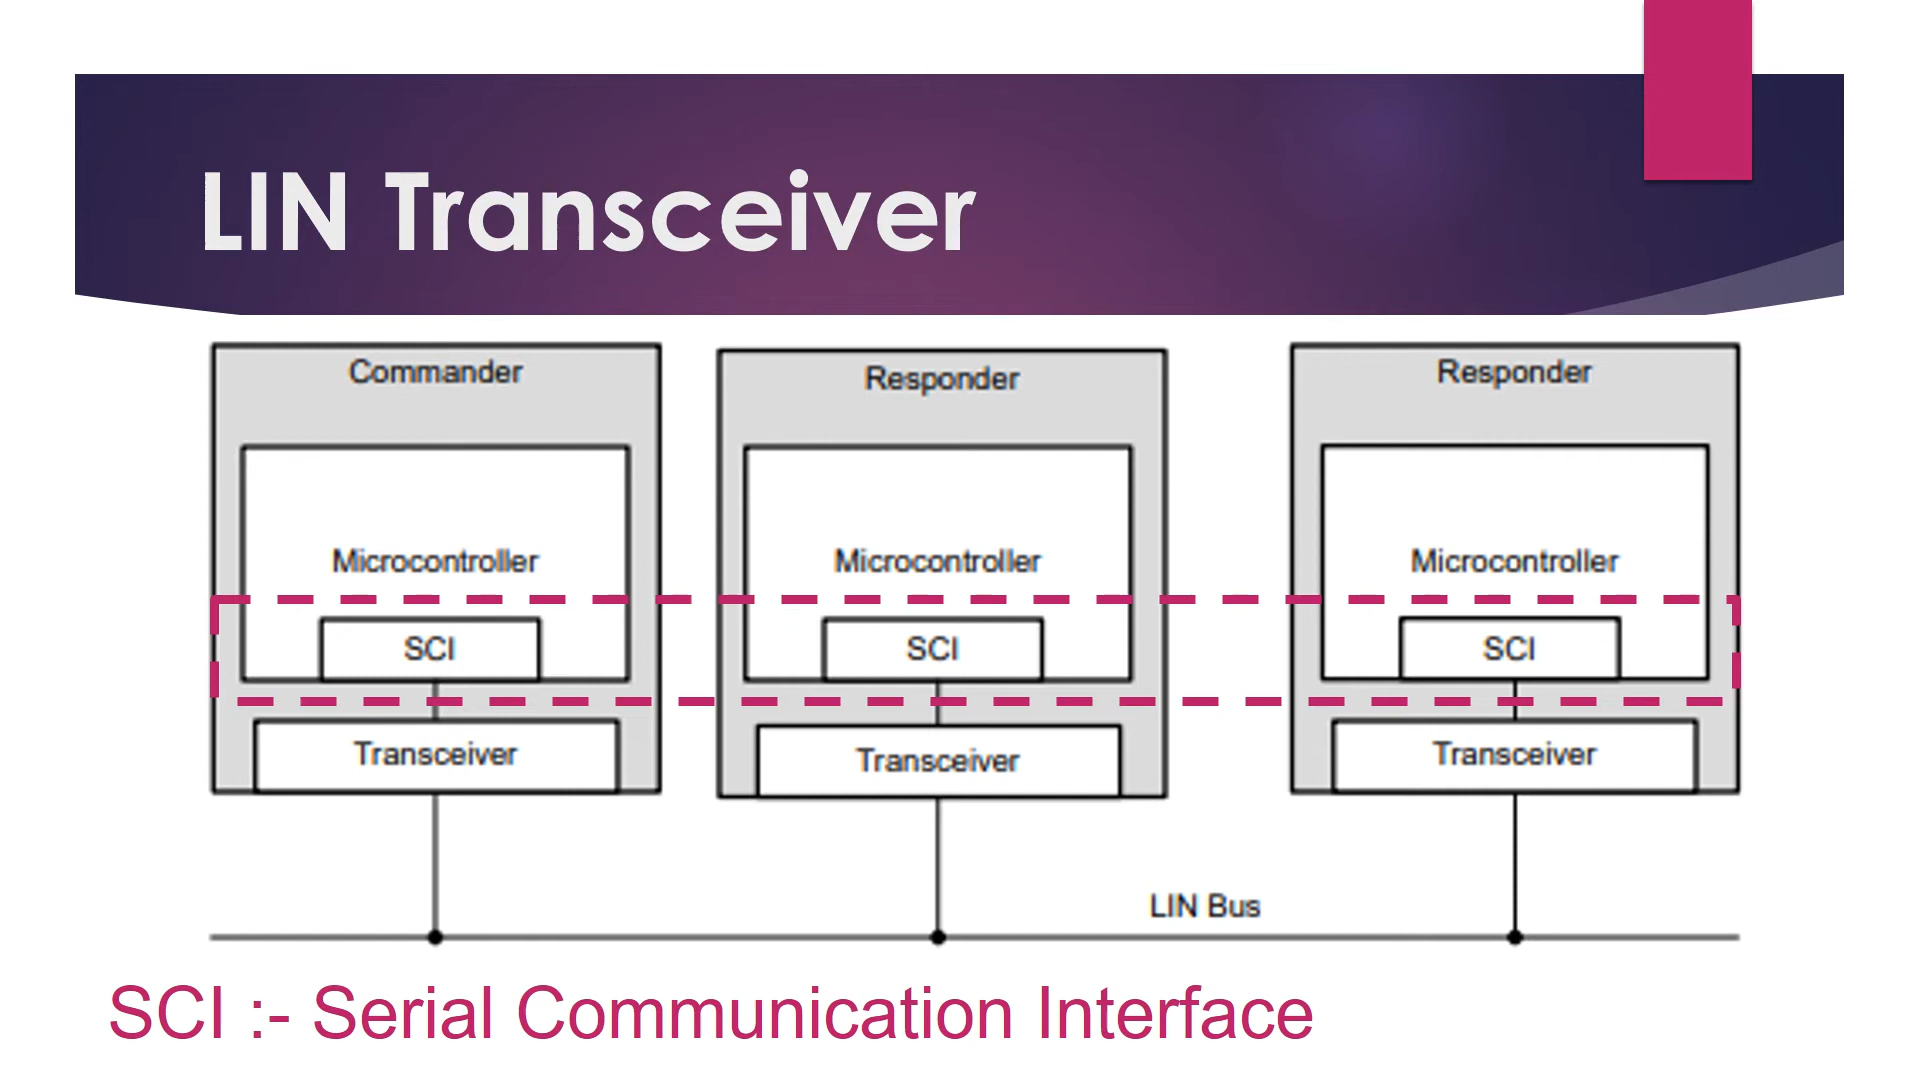 LIN Transceiver
Commander
Responder
Responder
Microcontroller
Microcontroller
Microcontroller
SCI
SCI
SCI
Transceiver
Transceiver
Transceiver
LIN Bus
SCI :- Serial Communication Interface